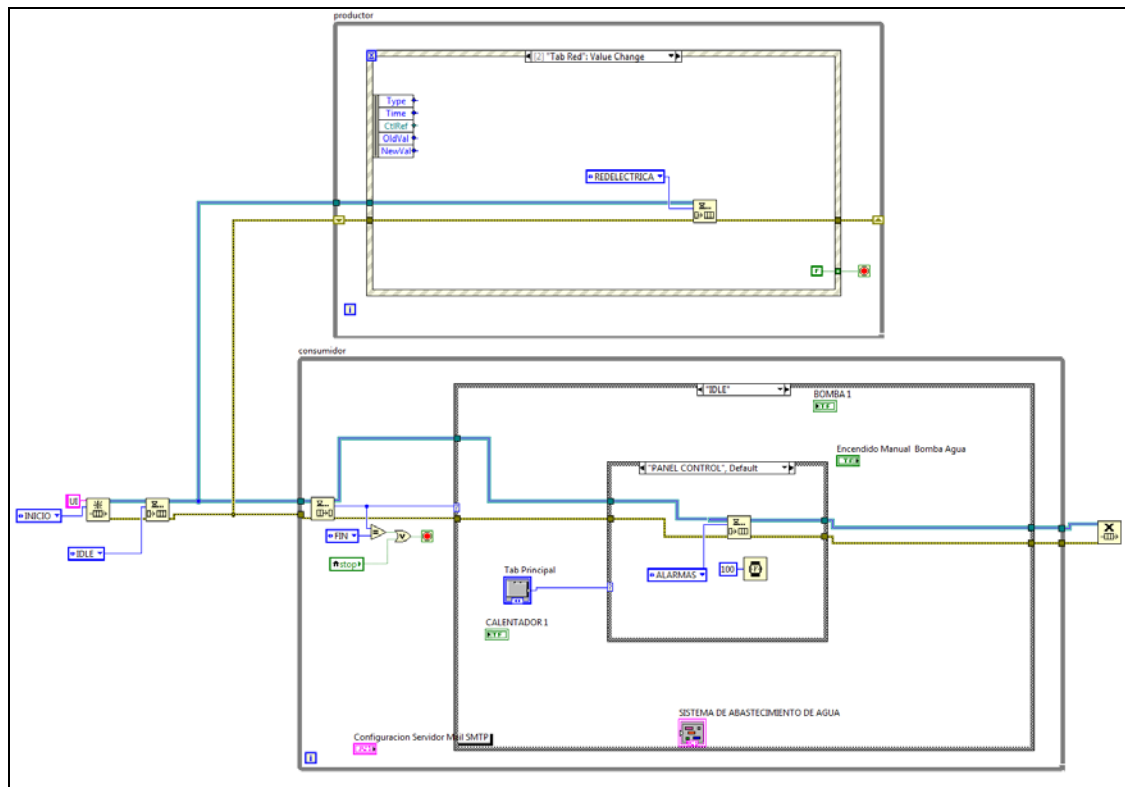 productor
[2] "Tab Red": Value Change
Type
Time
CtlRef
OldVal
NewVal
REDELECTRICA
F
i
consumidor
"IDLE"
BOMBA 1
TF
Encendido Manual Bomba Agua
TF
"PANEL CONTROL", Default
UI
INICIO
IDLE
FIN
stop
Tab Principal
ALARMAS
100
CALENTADOR 1
TF
SISTEMA DE ABASTECIMIENTO DE AGUA
Configuracion Servidor Mail SMTP
i